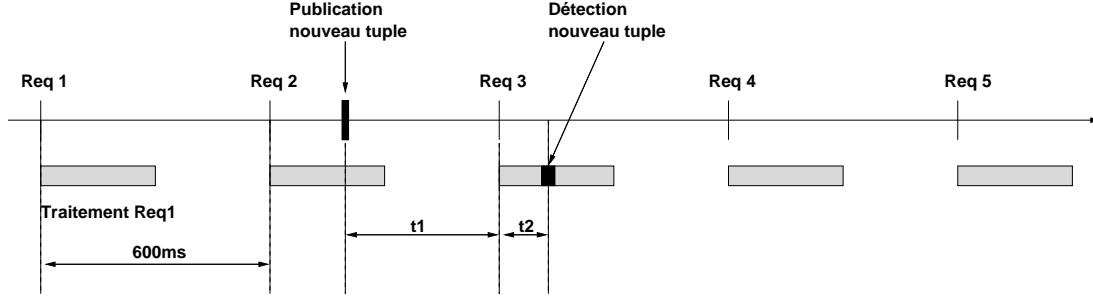 Publication
nouveau tuple
Détection
nouveau tuple
Req 1
Req 2
Req 3
Req 4
Req 5
Traitement Req1
t1
t2
600ms